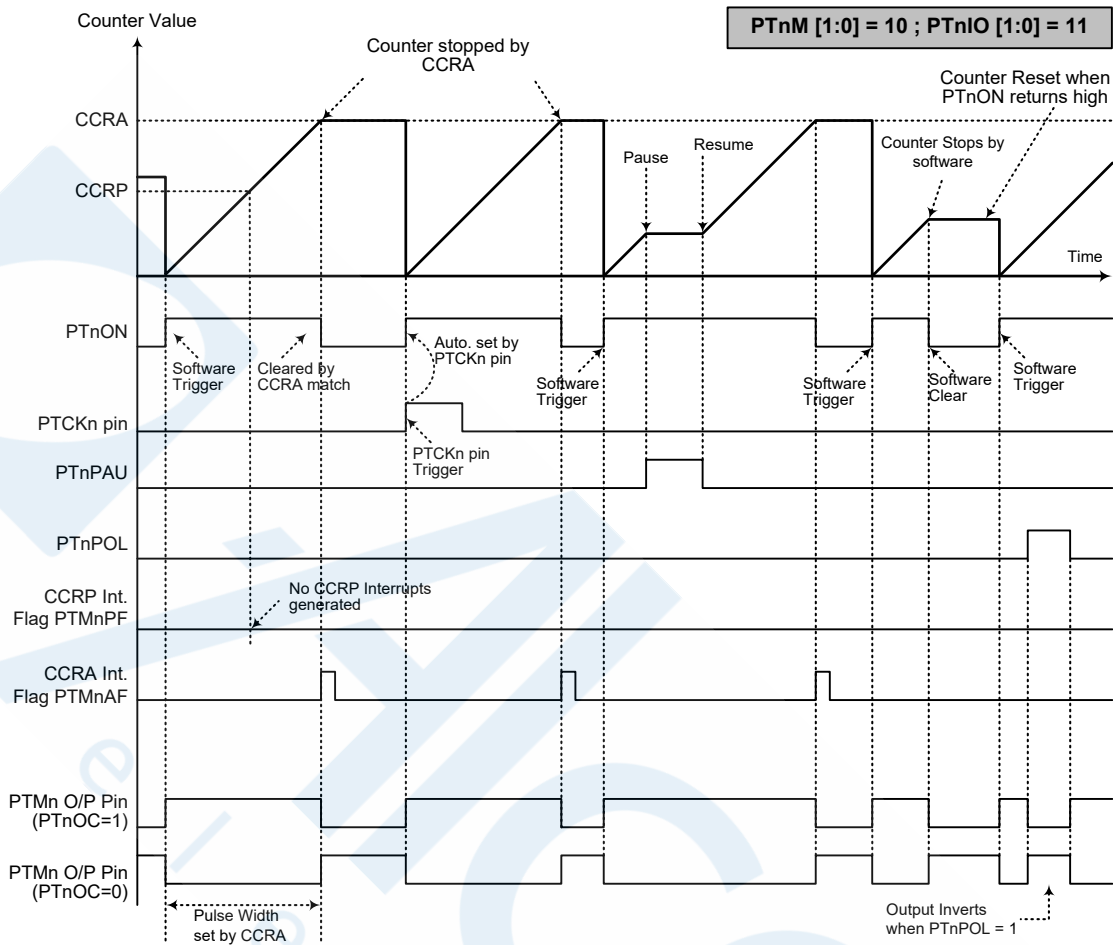 Counter Value
PTnM [1:0] = 10 ; PTnIO [1:0] = 11
Counter stopped by
CCRA
Counter Reset when
PTnON returns high
CCRA
CCRP
Pause
Resume
Counter Stops by
software
Time
PTnON
Software
Trigger
Cleared by
CCRA match
Auto. set by
PTCKn pin
Software
Trigger
Software
Trigger
Software
Clear
Software
Trigger
PTCKn pin
PTCKn pin
Trigger
PTnPAU
PTnPOL
CCRP Int.
Flag PTMnPF
No CCRP Interrupts
generated
CCRA Int.
Flag PTMnAF
PTMn O/P Pin
(PTnOC=1)
PTMn O/P Pin
(PTnOC=0)
Pulse Width
set by CCRA
Output Inverts
when PTnPOL = 1